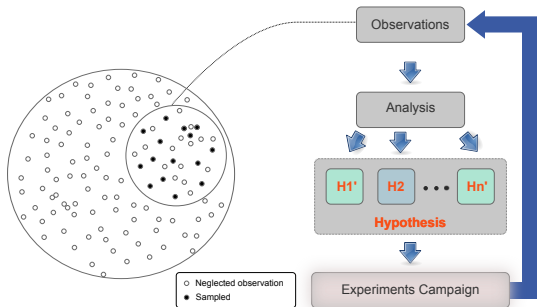 Observations
Analysis
H1' H2 ••• Hn'
Hypothesis
Experiments Campaign
Neglected observation
Sampled